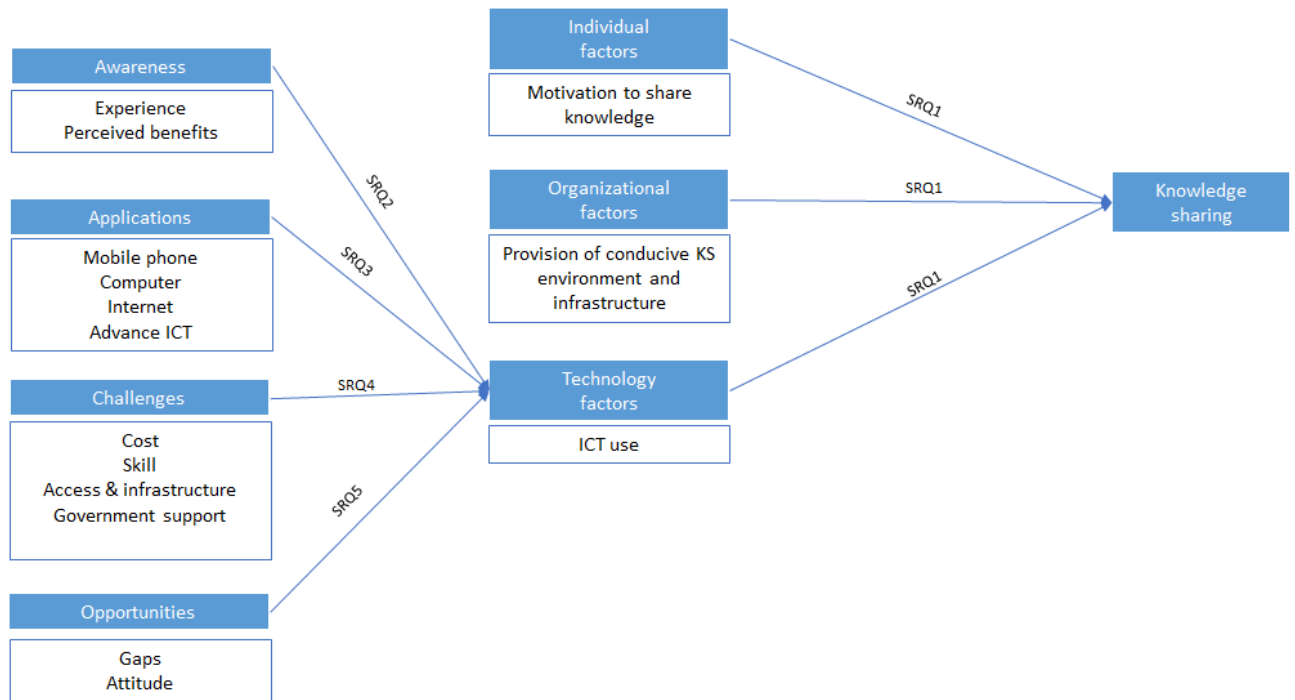 Awareness
Experience
Perceived benefits
Applications
Mobile phone
Computer
Internet
Advance ICT
Challenges
Cost
Skill
Access & infrastructure
Government support
Opportunities
Gaps
Attitude
SRQ2
SRQ3
SRQ4
SRQ5
Individual
factors
Motivation to share
knowledge
Organizational
factors
Provision of conducive KS
environment and
infrastructure
Technology
factors
ICT use
SRQ1
SRQ1
SRQ1
Knowledge
sharing